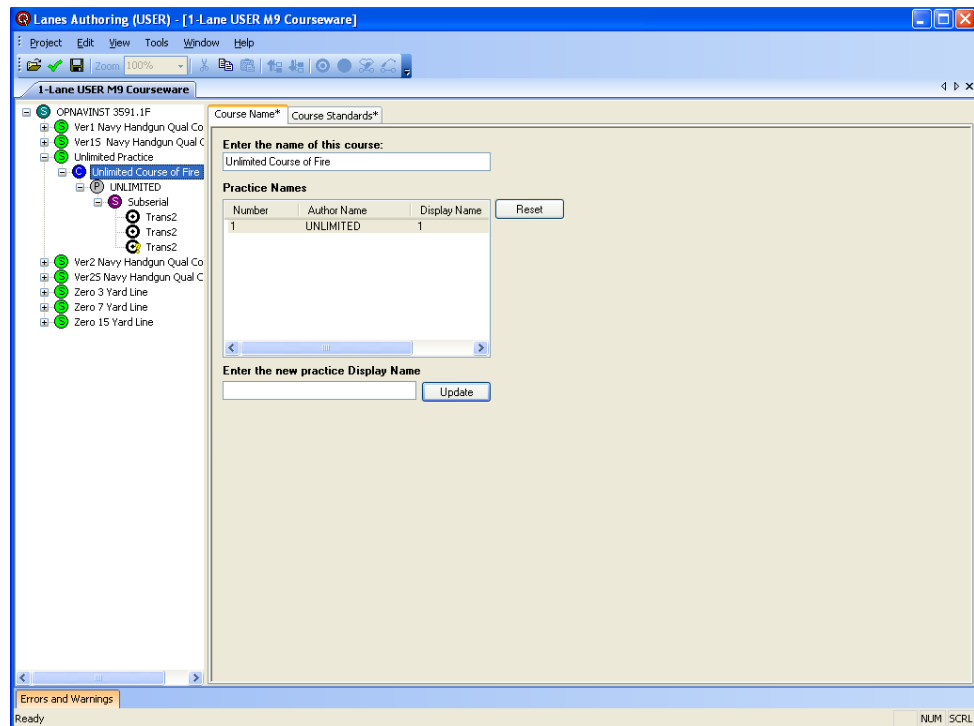 Lanes Authoring (USER) - [1-Lane USER M9 Courseware]
Project Edit View Tools Window Help
Zoom 100%
1-Lane USER M9 Courseware
S OPNAVINST 3591.1F
S Ver1 Navy Handgun Qual Co
S Ver1S Navy Handgun Qual C
S Unlimited Practice
C Unlimited Course of Fire
P UNLIMITED
S Subserial
Trans2
Trans2
Trans2
S Ver2 Navy Handgun Qual Co
S Ver2S Navy Handgun Qual C
S Zero 3 Yard Line
S Zero 7 Yard Line
S Zero 15 Yard Line
Course Name* Course Standards*
Enter the name of this course:
Unlimited Course of Fire
Practice Names
Number Author Name Display Name Reset
1 UNLIMITED 1
Enter the new practice Display Name
Update
Errors and Warnings
Ready NUM SCRL